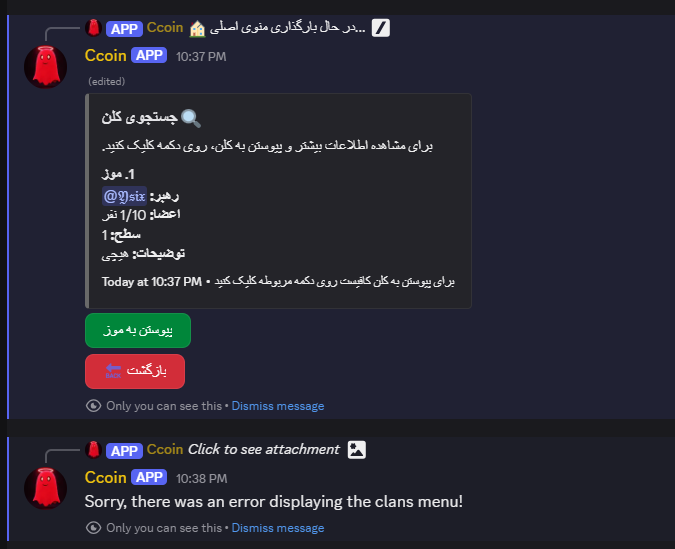 APP Ccoin 🏠 در حال بارگذاری منوی اصلی...
Ccoin APP 10:37 PM
(edited)
جستجوی کلن 🔍
برای مشاهده اطلاعات بیشتر و پیوستن به کلن، روی دکمه کلیک کنید.
1. موز
رهبر: @𝔜𝔰𝔦𝔵
اعضا: 1/10 نفر
سطح: 1
توضیحات: هیچی
برای پیوستن به کلن کافیست روی دکمه مربوطه کلیک کنید • Today at 10:37 PM
پیوستن به موز
بازگشت 🔙
Only you can see this • Dismiss message
APP Ccoin Click to see attachment
Ccoin APP 10:38 PM
Sorry, there was an error displaying the clans menu!
Only you can see this • Dismiss message